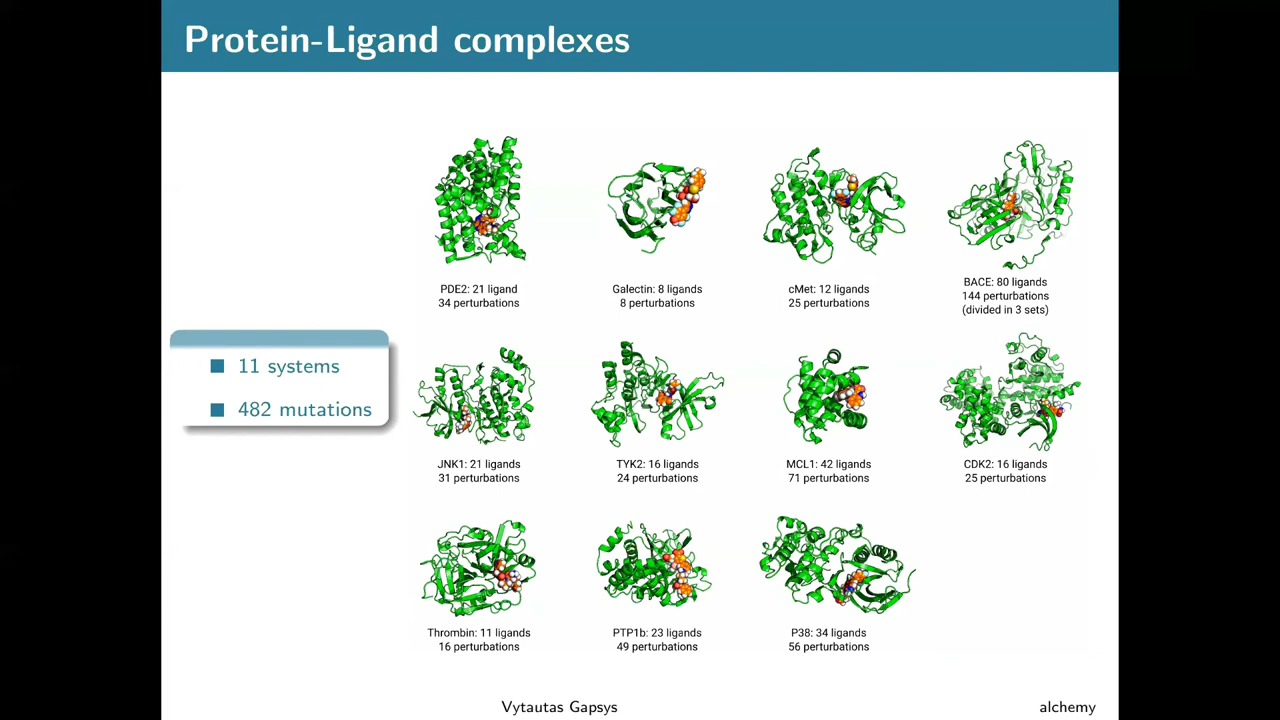 Protein-Ligand complexes
11 systems
482 mutations
PDE2: 21 ligand
34 perturbations
Galectin: 8 ligands
8 perturbations
cMet: 12 ligands
25 perturbations
BACE: 80 ligands
144 perturbations
(divided in 3 sets)
JNK1: 21 ligands
31 perturbations
TYK2: 16 ligands
24 perturbations
MCL1: 42 ligands
71 perturbations
CDK2: 16 ligands
25 perturbations
Thrombin: 11 ligands
16 perturbations
PTP1b: 23 ligands
49 perturbations
P38: 34 ligands
56 perturbations
Vytautas Gapsys
alchemy